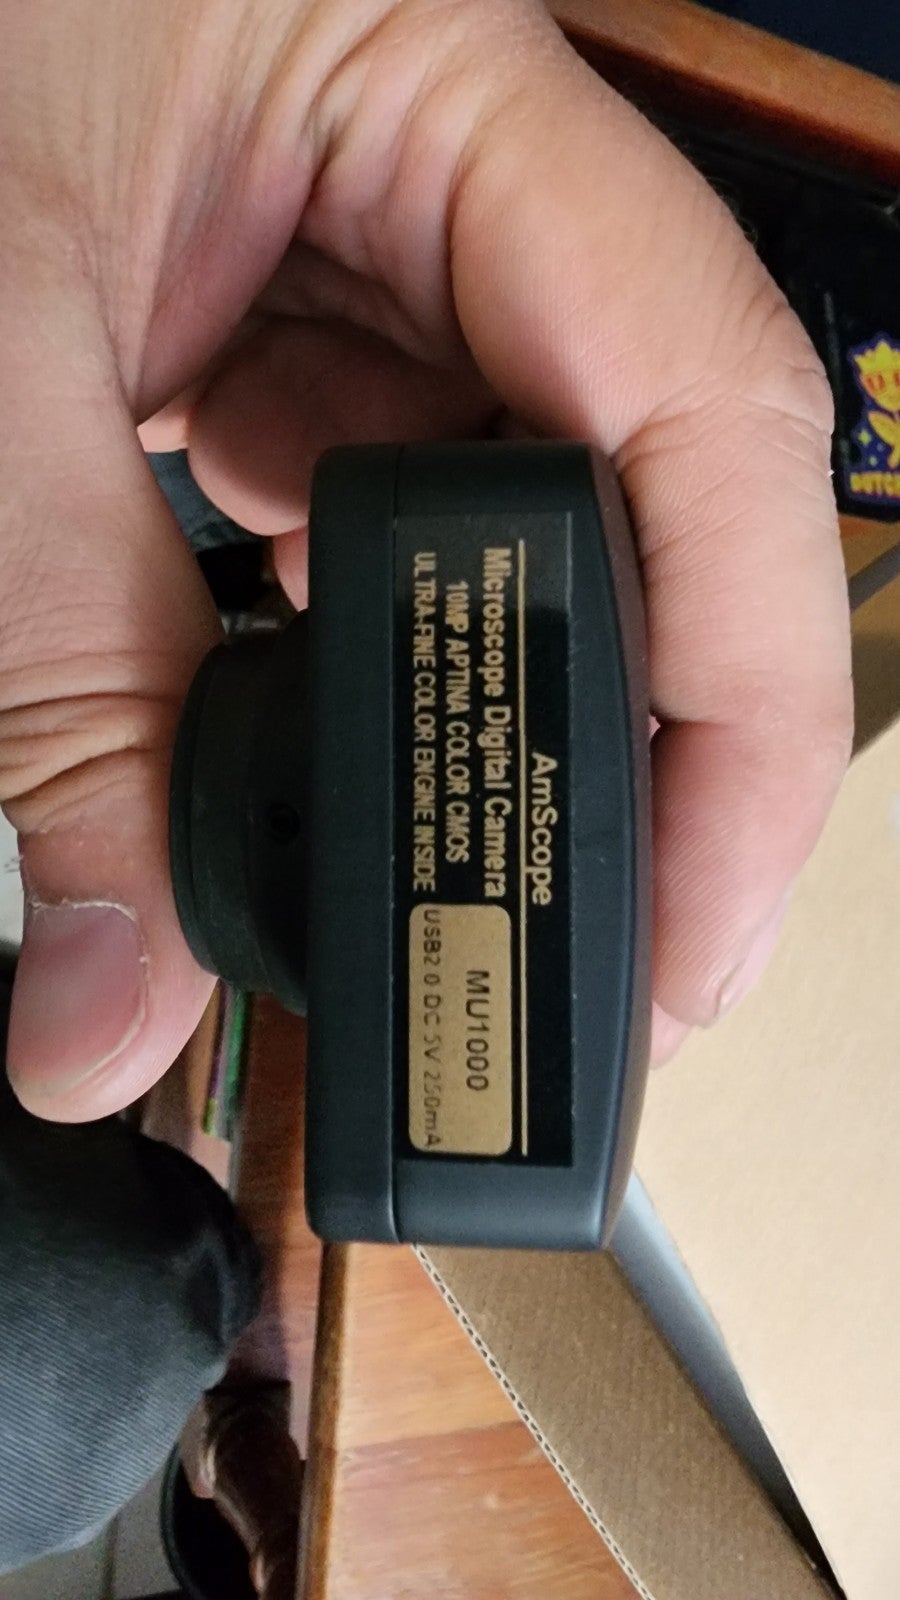 AmScope
Microscope Digital Camera
10MP APTINA COLOR CMOS
ULTRA-FINE COLOR ENGINE INSIDE
MU1000
USB2.0 DC 5V 250mA